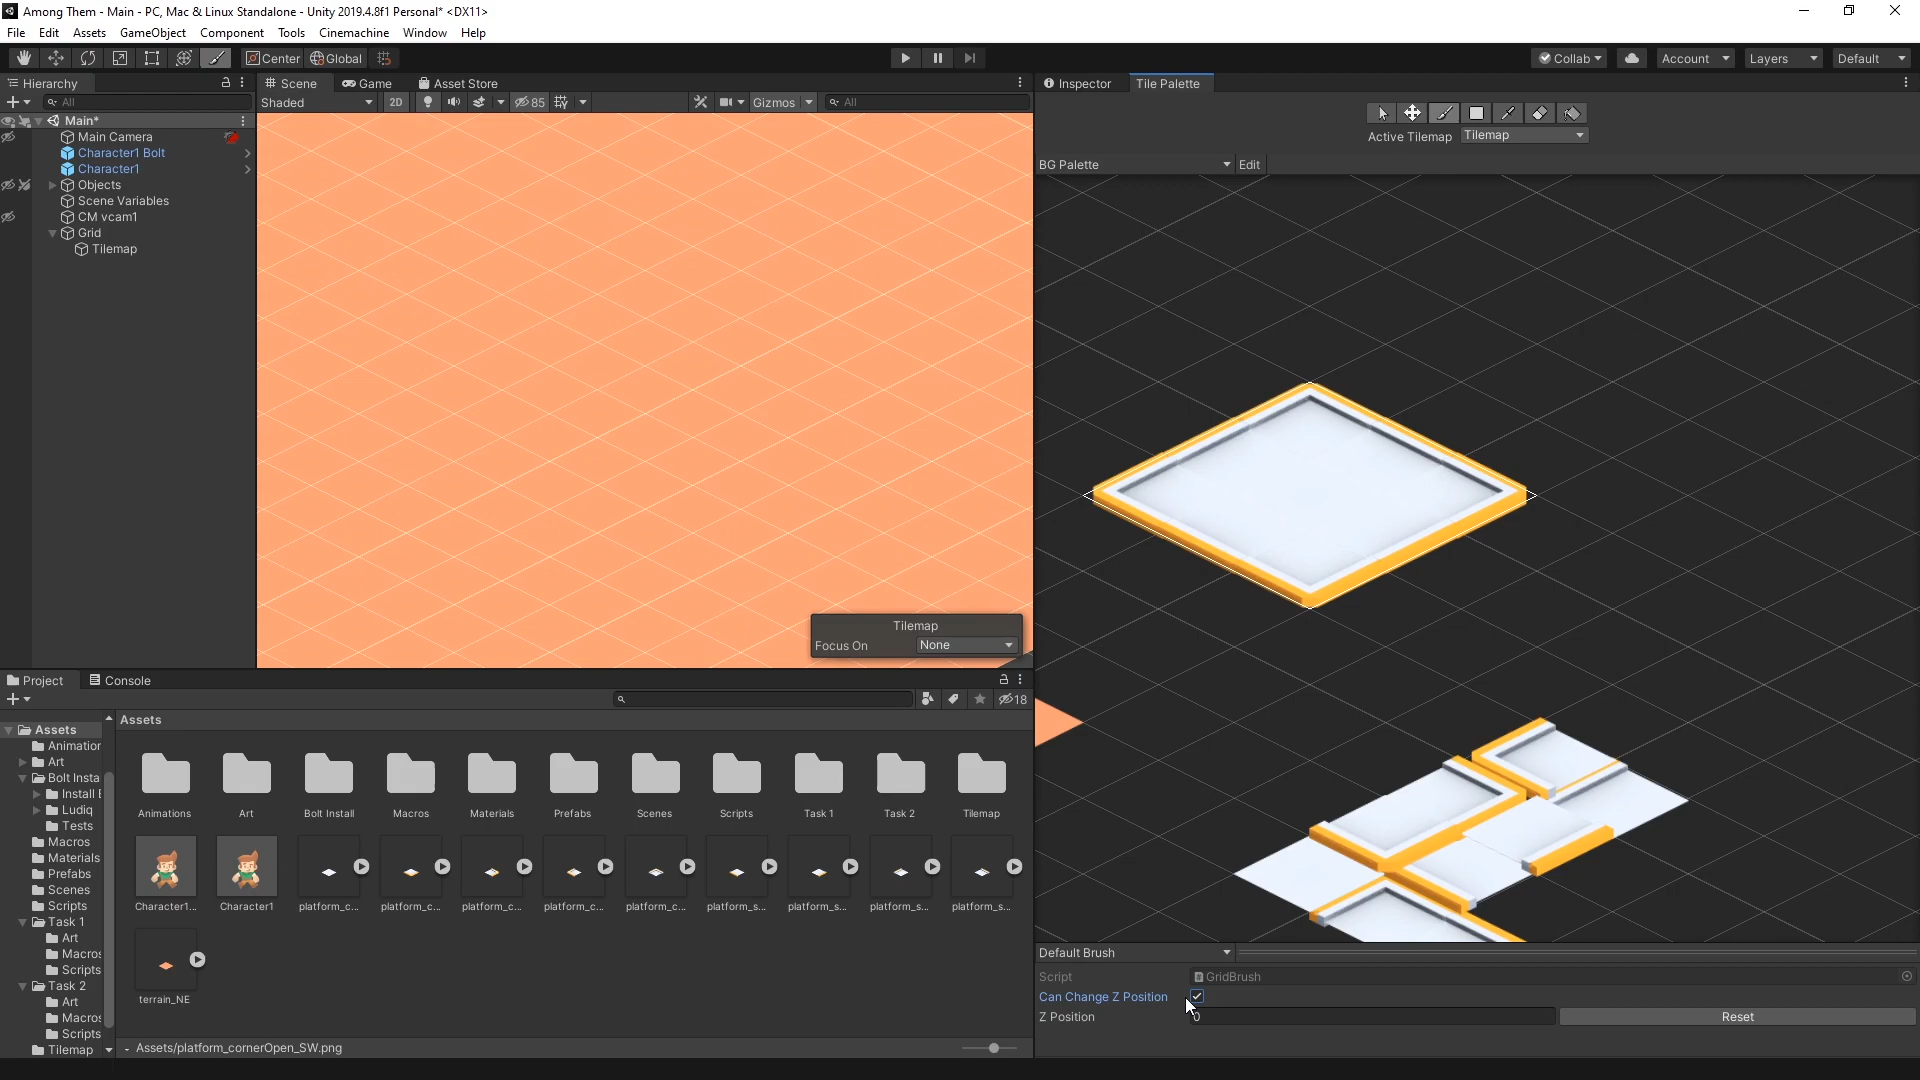 Among Them - Main - PC, Mac & Linux Standalone - Unity 2019.4.8f1 Personal* <DX11>
File Edit Assets GameObject Component Tools Cinemachine Window Help
Center Global Collab Account Layers Default
Hierarchy Scene Game Asset Store Inspector Tile Palette
All Shaded 2D 85 Gizmos All
Main*
Main Camera
Character1 Bolt
Character1
Objects
Scene Variables
CM vcam1
Grid
Tilemap
Active Tilemap Tilemap
BG Palette Edit
Tilemap
Focus On None
Project Console
18
Assets
Animation
Art
Bolt Insta
Install E
Ludiq
Tests
Macros
Materials
Prefabs
Scenes
Scripts
Task 1
Art
Macros
Scripts
Task 2
Art
Macros
Scripts
Tilemap
Assets
Animations Art Bolt Install Macros Materials Prefabs Scenes Scripts Task 1 Task 2 Tilemap
Character1... Character1 platform_c... platform_c... platform_c... platform_c... platform_c... platform_s... platform_s... platform_s... platform_s...
terrain_NE
Assets/platform_cornerOpen_SW.png
Default Brush
Script GridBrush
Can Change Z Position
Z Position 0 Reset